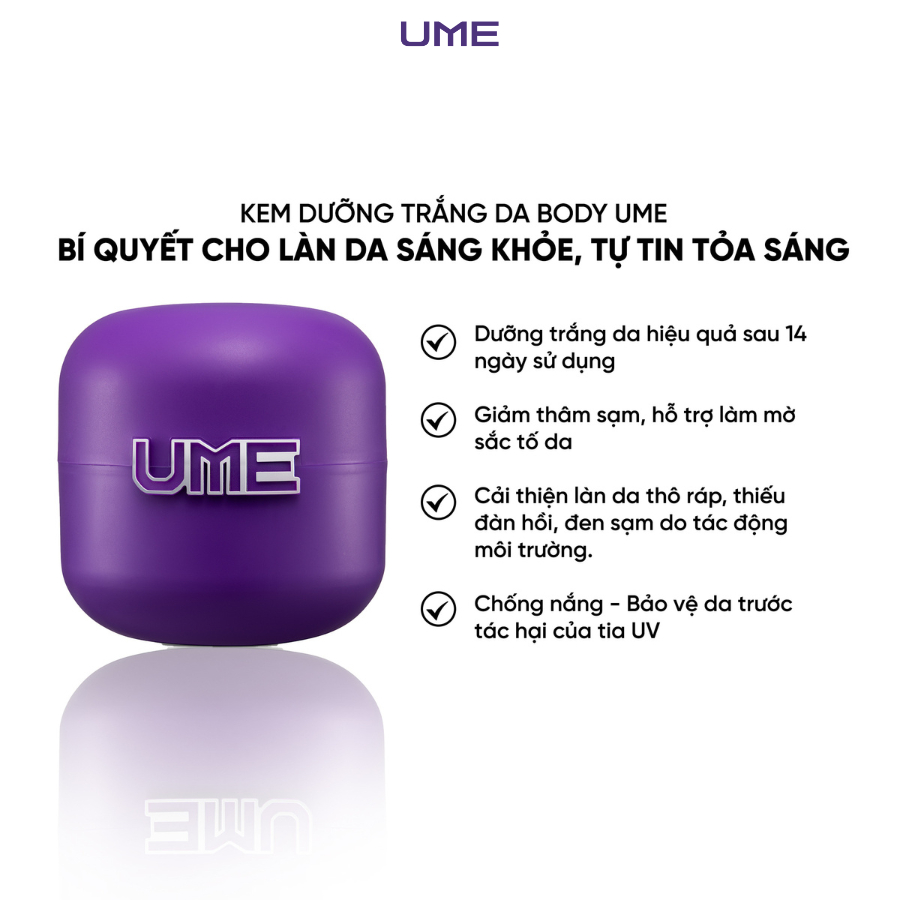 UME
KEM DƯỠNG TRẮNG DA BODY UME
BÍ QUYẾT CHO LÀN DA SÁNG KHỎE, TỰ TIN TỎA SÁNG
UME
Dưỡng trắng da hiệu quả sau 14
ngày sử dụng
Giảm thâm sạm, hỗ trợ làm mờ
sắc tố da
Cải thiện làn da thô ráp, thiếu
đàn hồi, đen sạm do tác động
môi trường.
Chống nắng - Bảo vệ da trước
tác hại của tia UV